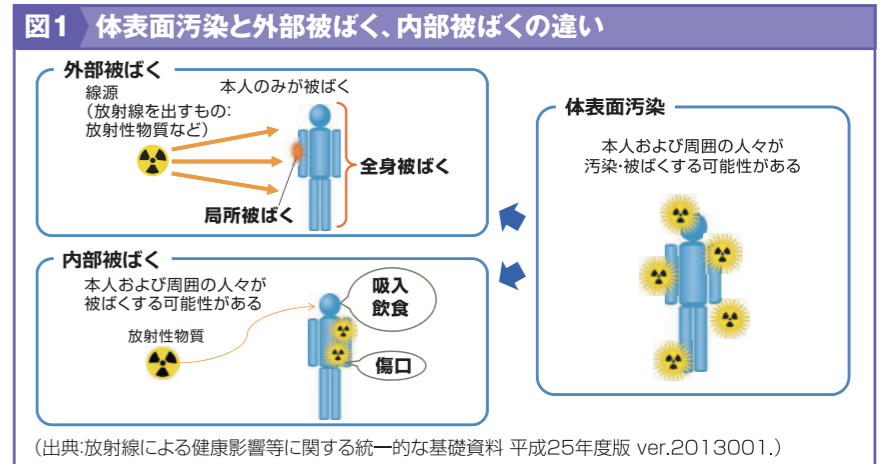 図1 体表面汚染と外部被ばく、内部被ばくの違い
外部被ばく
線源
(放射線を出すもの:
放射性物質など)
本人のみが被ばく
全身被ばく
局所被ばく
内部被ばく
本人および周囲の人々が
被ばくする可能性がある
放射性物質
吸入
飲食
傷口
体表面汚染
本人および周囲の人々が
汚染・被ばくする可能性がある
(出典:放射線による健康影響等に関する統一的な基礎資料 平成25年度版 ver.2013001.)